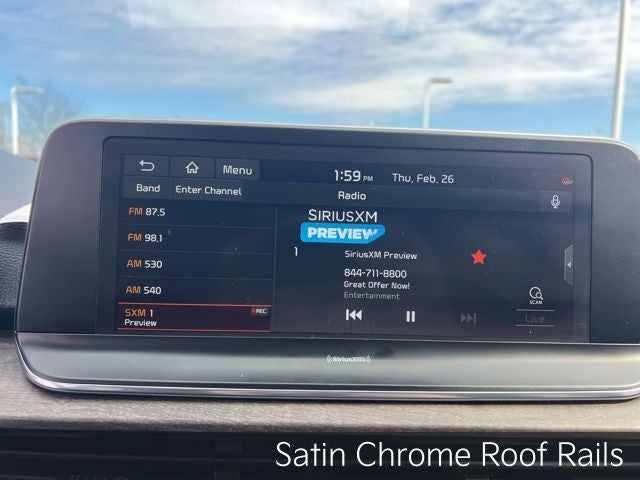 Menu
1:59 PM
Thu, Feb. 26
Band
Enter Channel
Radio
FM 87.5
FM 98.1
AM 530
AM 540
SXM 1
REC
Preview
SIRIUSXM
PREVIEW
1
SiriusXM Preview
844-711-8800
Great Offer Now!
Entertainment
SCAN
Live
((SiriusXM))
Satin Chrome Roof Rails